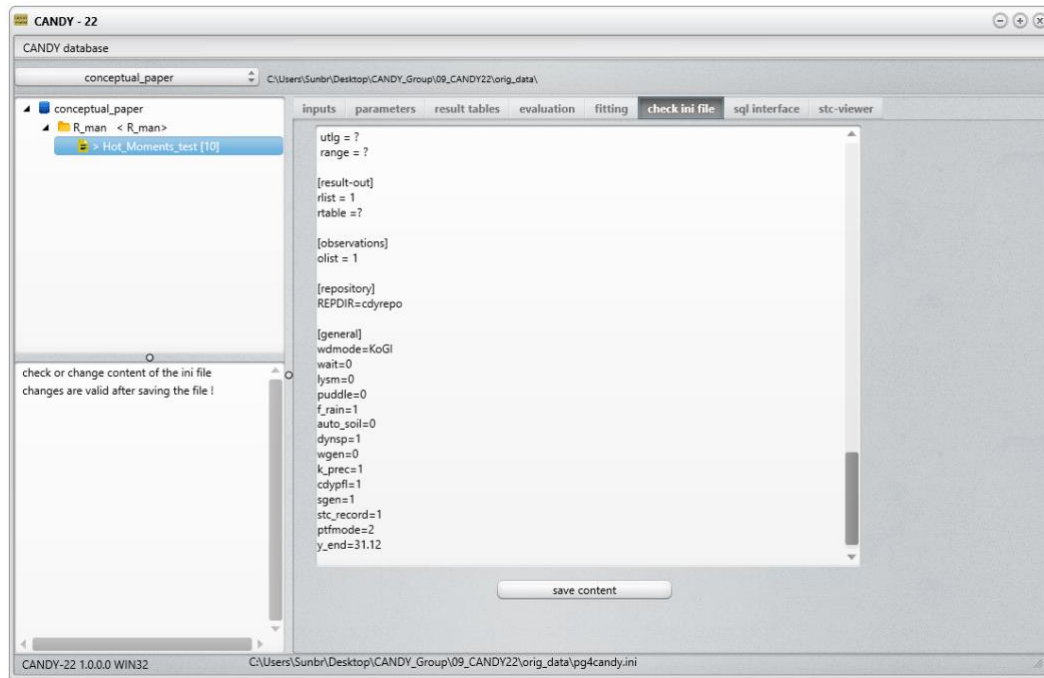 CANDY - 22
CANDY database
conceptual_paper
C:\Users\Sunbr\Desktop\CANDY_Group\09_CANDY22\orig_data\
conceptual_paper
R_man < R_man>
> Hot_Moments_test [10]
inputs parameters result tables evaluation fitting check ini file sql interface stc-viewer
utlg = ?
range = ?
[result-out]
rlist = 1
rtable =?
[observations]
olist = 1
[repository]
REPDIR=cdyrepo
[general]
wdmode=KoGl
wait=0
lysm=0
puddle=0
f_rain=1
auto_soil=0
dynsp=1
wgen=0
k_prec=1
cdypfl=1
sgen=1
stc_record=1
ptfmode=2
y_end=31.12
check or change content of the ini file
changes are valid after saving the file !
save content
CANDY-22 1.0.0.0 WIN32
C:\Users\Sunbr\Desktop\CANDY_Group\09_CANDY22\orig_data\pg4candy.ini